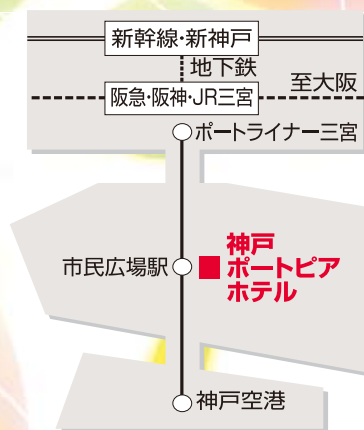 新幹線・新神戸
地下鉄
至大阪
阪急・阪神・JR三宮
ポートライナー三宮
市民広場駅
神戸
ポートピア
ホテル
神戸空港